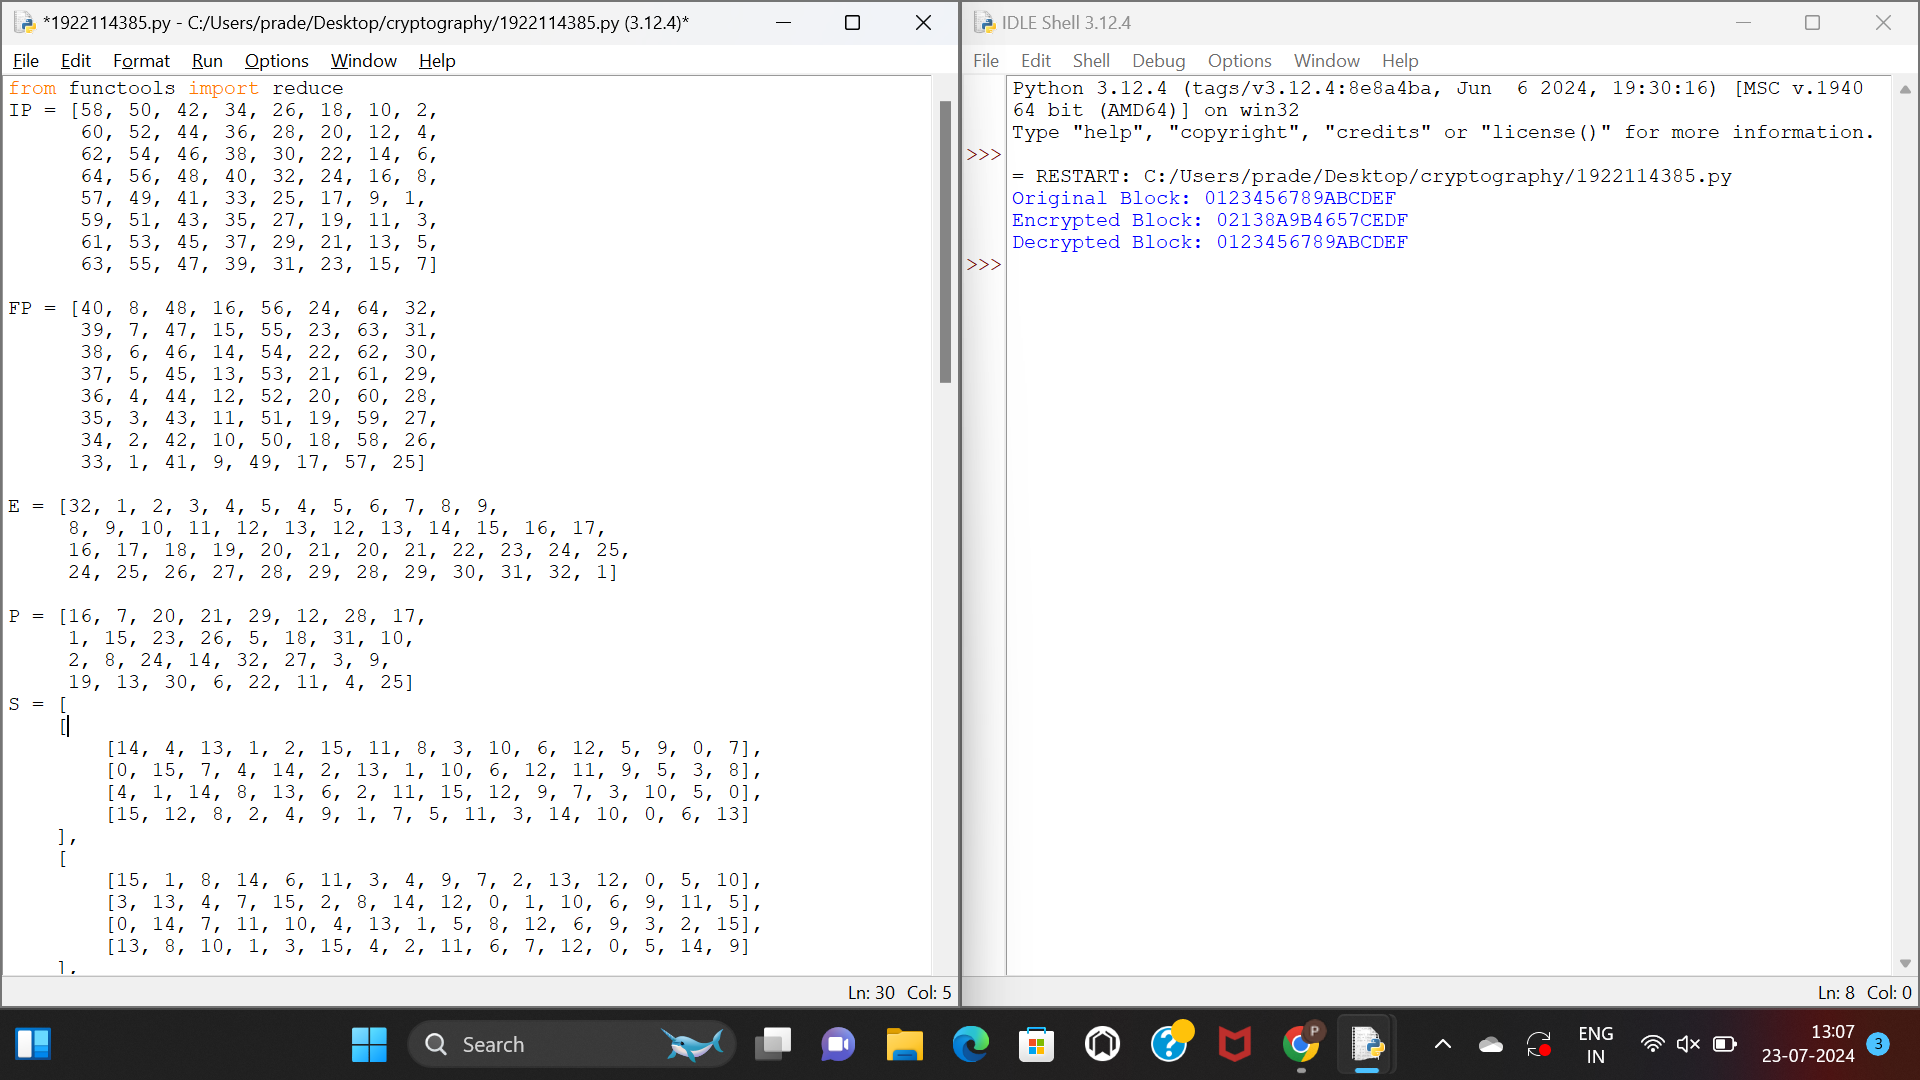 *1922114385.py - C:/Users/prade/Desktop/cryptography/1922114385.py (3.12.4)*
File Edit Format Run Options Window Help
from functools import reduce
IP = [58, 50, 42, 34, 26, 18, 10, 2,
60, 52, 44, 36, 28, 20, 12, 4,
62, 54, 46, 38, 30, 22, 14, 6,
64, 56, 48, 40, 32, 24, 16, 8,
57, 49, 41, 33, 25, 17, 9, 1,
59, 51, 43, 35, 27, 19, 11, 3,
61, 53, 45, 37, 29, 21, 13, 5,
63, 55, 47, 39, 31, 23, 15, 7]
FP = [40, 8, 48, 16, 56, 24, 64, 32,
39, 7, 47, 15, 55, 23, 63, 31,
38, 6, 46, 14, 54, 22, 62, 30,
37, 5, 45, 13, 53, 21, 61, 29,
36, 4, 44, 12, 52, 20, 60, 28,
35, 3, 43, 11, 51, 19, 59, 27,
34, 2, 42, 10, 50, 18, 58, 26,
33, 1, 41, 9, 49, 17, 57, 25]
E = [32, 1, 2, 3, 4, 5, 4, 5, 6, 7, 8, 9,
8, 9, 10, 11, 12, 13, 12, 13, 14, 15, 16, 17,
16, 17, 18, 19, 20, 21, 20, 21, 22, 23, 24, 25,
24, 25, 26, 27, 28, 29, 28, 29, 30, 31, 32, 1]
P = [16, 7, 20, 21, 29, 12, 28, 17,
1, 15, 23, 26, 5, 18, 31, 10,
2, 8, 24, 14, 32, 27, 3, 9,
19, 13, 30, 6, 22, 11, 4, 25]
S = [
[
[14, 4, 13, 1, 2, 15, 11, 8, 3, 10, 6, 12, 5, 9, 0, 7],
[0, 15, 7, 4, 14, 2, 13, 1, 10, 6, 12, 11, 9, 5, 3, 8],
[4, 1, 14, 8, 13, 6, 2, 11, 15, 12, 9, 7, 3, 10, 5, 0],
[15, 12, 8, 2, 4, 9, 1, 7, 5, 11, 3, 14, 10, 0, 6, 13]
],
[
[15, 1, 8, 14, 6, 11, 3, 4, 9, 7, 2, 13, 12, 0, 5, 10],
[3, 13, 4, 7, 15, 2, 8, 14, 12, 0, 1, 10, 6, 9, 11, 5],
[0, 14, 7, 11, 10, 4, 13, 1, 5, 8, 12, 6, 9, 3, 2, 15],
[13, 8, 10, 1, 3, 15, 4, 2, 11, 6, 7, 12, 0, 5, 14, 9]
],
Ln: 30 Col: 5
IDLE Shell 3.12.4
File Edit Shell Debug Options Window Help
Python 3.12.4 (tags/v3.12.4:8e8a4ba, Jun  6 2024, 19:30:16) [MSC v.1940
64 bit (AMD64)] on win32
Type "help", "copyright", "credits" or "license()" for more information.
>>>
= RESTART: C:/Users/prade/Desktop/cryptography/1922114385.py
Original Block: 0123456789ABCDEF
Encrypted Block: 02138A9B4657CEDF
Decrypted Block: 0123456789ABCDEF
>>>
Ln: 8 Col: 0
Search
P
ENG
IN
13:07
23-07-2024
3